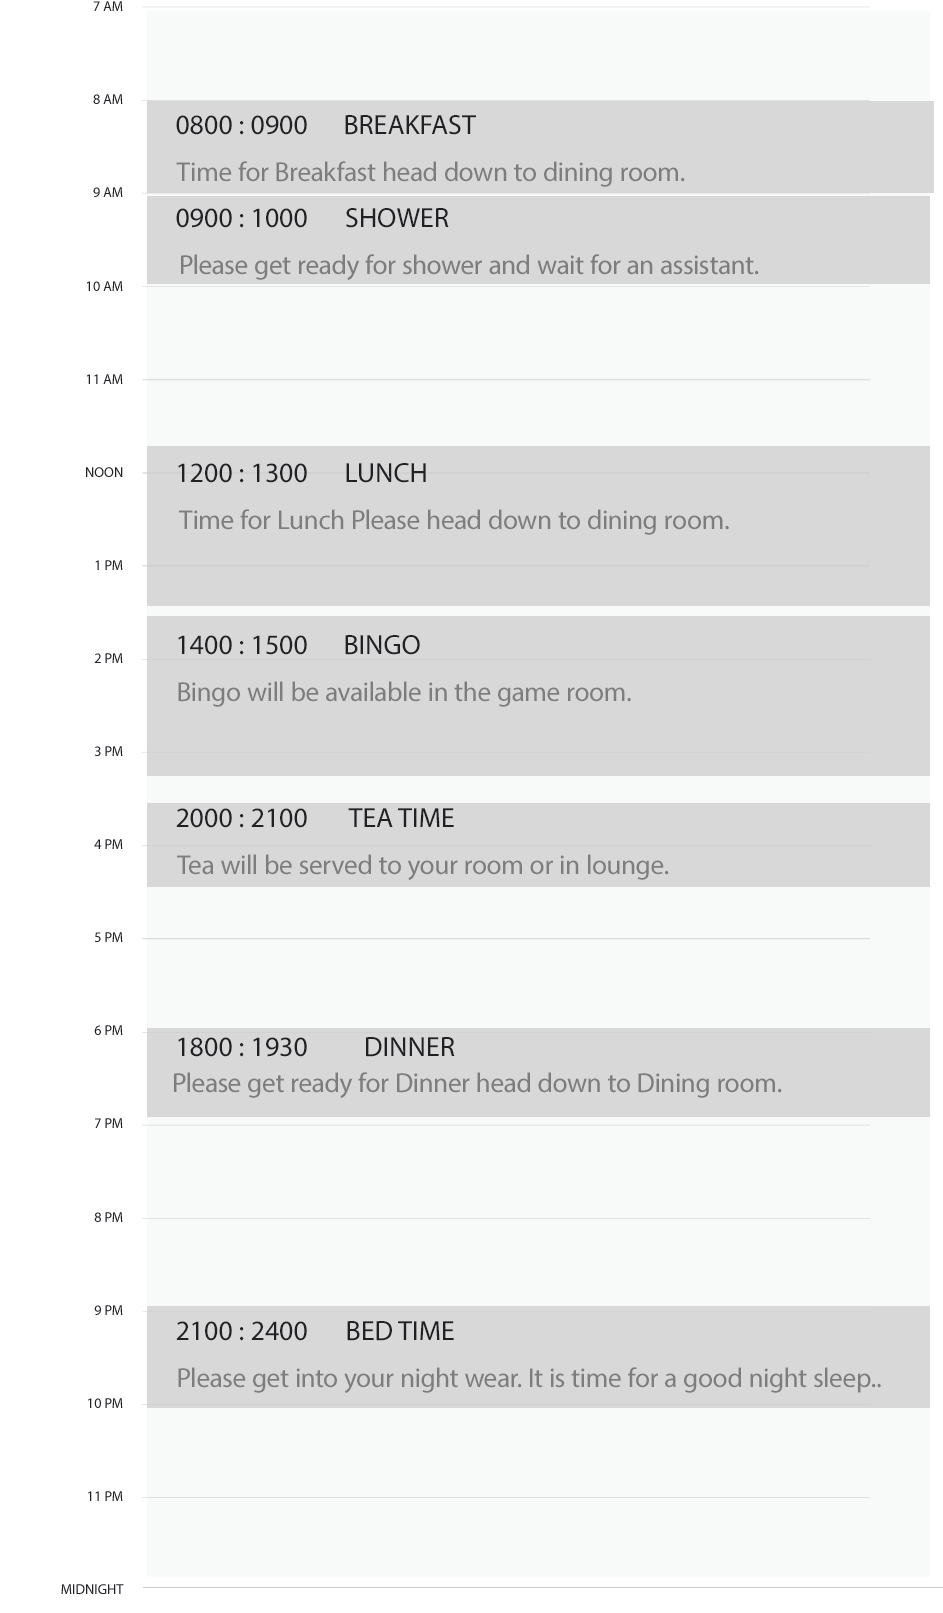 7 AM
8 AM
0800 : 0900 BREAKFAST
Time for Breakfast head down to dining room.
9 AM
0900 : 1000 SHOWER
Please get ready for shower and wait for an assistant.
10 AM
11 AM
NOON
1200 : 1300 LUNCH
Time for Lunch Please head down to dining room.
1 PM
1400 : 1500 BINGO
2 PM
Bingo will be available in the game room.
3 PM
2000 : 2100 TEA TIME
4 PM
Tea will be served to your room or in lounge.
5 PM
6 PM
1800 : 1930 DINNER
Please get ready for Dinner head down to Dining room.
7 PM
8 PM
9 PM
2100 : 2400 BED TIME
Please get into your night wear. It is time for a good night sleep..
10 PM
11 PM
MIDNIGHT